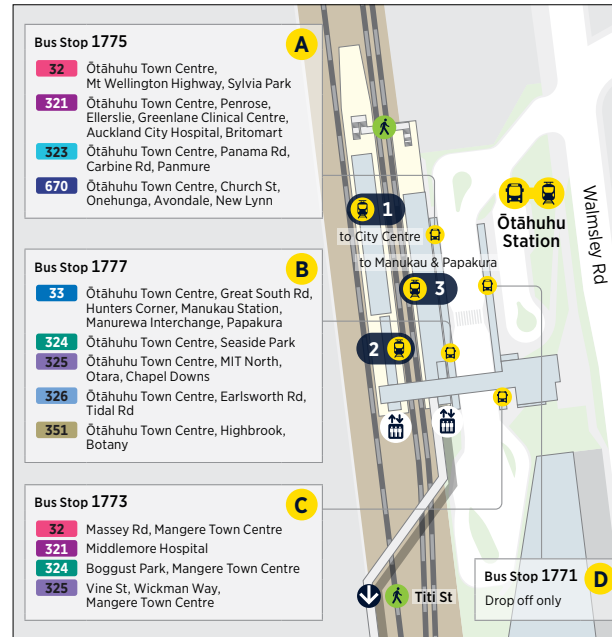 Bus Stop 1775
A
32 Ōtāhuhu Town Centre,
Mt Wellington Highway, Sylvia Park
321 Ōtāhuhu Town Centre, Penrose,
Ellerslie, Greenlane Clinical Centre,
Auckland City Hospital, Britomart
323 Ōtāhuhu Town Centre, Panama Rd,
Carbine Rd, Panmure
670 Ōtāhuhu Town Centre, Church St,
Onehunga, Avondale, New Lynn
Bus Stop 1777
B
33 Ōtāhuhu Town Centre, Great South Rd,
Hunters Corner, Manukau Station,
Manurewa Interchange, Papakura
324 Ōtāhuhu Town Centre, Seaside Park
325 Ōtāhuhu Town Centre, MIT North,
Otara, Chapel Downs
326 Ōtāhuhu Town Centre, Earlsworth Rd,
Tidal Rd
351 Ōtāhuhu Town Centre, Highbrook,
Botany
Bus Stop 1773
C
32 Massey Rd, Mangere Town Centre
321 Middlemore Hospital
324 Boggust Park, Mangere Town Centre
325 Vine St, Wickman Way,
Mangere Town Centre
1
to City Centre
to Manukau & Papakura
3
2
Ōtāhuhu
Station
Walmsley Rd
Titi St
Bus Stop 1771
D
Drop off only